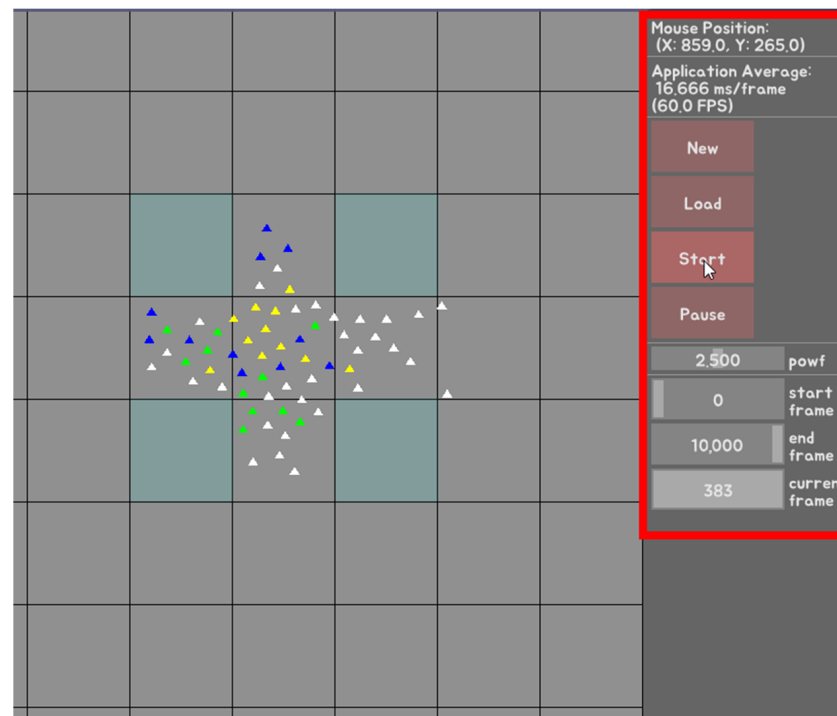 Mouse Position:
(X: 859.0, Y: 265.0)
Application Average:
16.666 ms/frame
(60.0 FPS)
New
Load
Start
Pause
2.500 powf
0 start
frame
10,000 end
frame
383 curren
frame